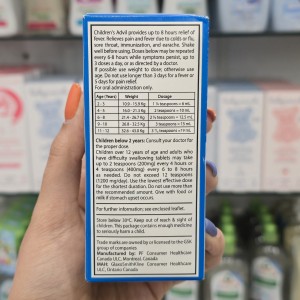 Children's Advil provides up to 8 hours relief of
fever. Relieves pain and fever due to colds or flu,
sore throat, immunization, and earache. Shake
well before using. Doses below may be repeated
every 6-8 hours while symptoms persist, up to
3 doses a day, or as directed by a doctor.
If possible use weight to dose; otherwise use
age. Do not use longer than 3 days for a fever or
5 days for pain relief.
For oral administration only.
Age (Years) Weight Dosage
2 - 3
4 - 5
6 - 8
9 - 10
11 - 12
Children below 2 years: Consult your doctor for
the proper dose.
Children over 12 years of age and adults who
have difficulty swallowing tablets may take
up to 2 teaspoons (200mg) every 4 hours or
4 teaspoons (400mg) every 6 to 8 hours
as needed. Do not exceed 12 teaspoons
(1200 mg/day). Use the lowest effective dose
for the shortest duration. Do not use more than
the recommended amount. Give with food or
milk if stomach upset occurs.
For further information; see enclosed leaflet.
Store below 30°C. Keep out of reach & sight of
children. This package contains enough medicine
to seriously harm a child.
Trade marks are owned by or licensed to the GSK
group of companies
Manufactured by: PF Consumer Healthcare
Canada ULC, Montreal, Canada.
MAH: GlaxoSmithKline Consumer Healthcare
ULC, Ontario Canada